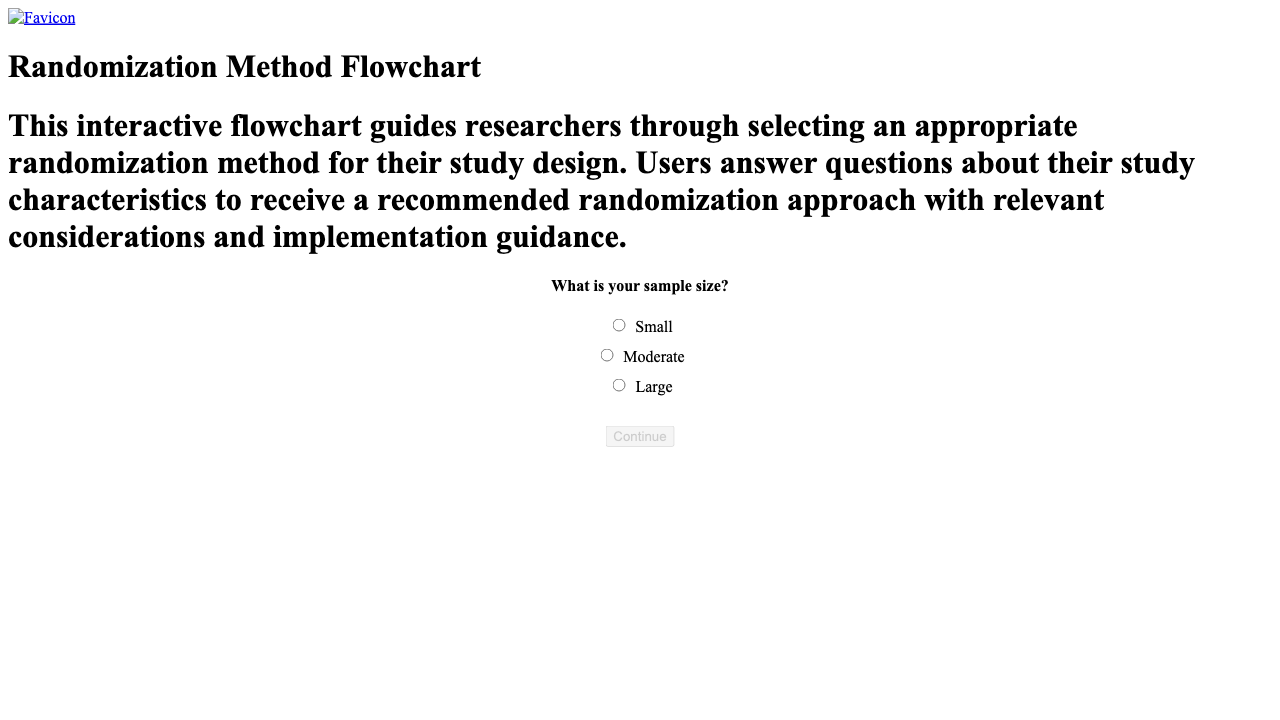 Favicon
Randomization Method Flowchart
This interactive flowchart guides researchers through selecting an appropriate
randomization method for their study design. Users answer questions about their study
characteristics to receive a recommended randomization approach with relevant
considerations and implementation guidance.
What is your sample size?
Small
Moderate
Large
Continue